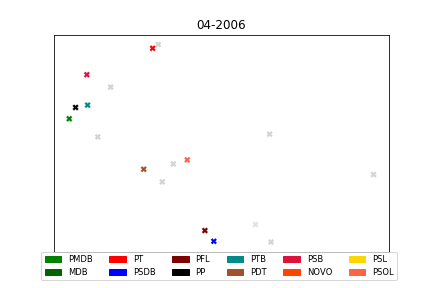 04-2006
PMDB PT PFL PTB PSB PSL
MDB PSDB PP PDT NOVO PSOL